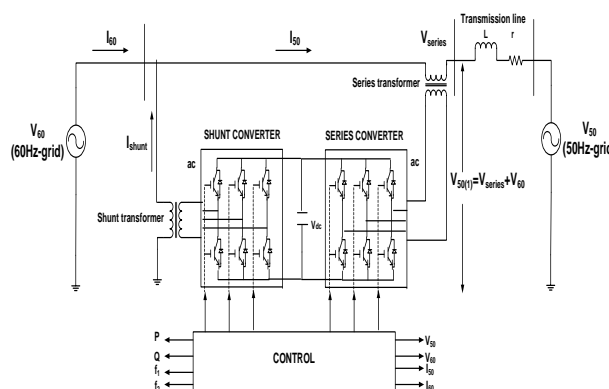 I60
I50
Vseries
Transmission line
L
r
Series transformer
V60
(60Hz-grid)
Ishunt
SHUNT CONVERTER
SERIES CONVERTER
ac
ac
V50
(50Hz-grid)
V50(1)=Vseries+V60
Shunt transformer
Vdc
P
Q
f1
CONTROL
V50
V60
I50
I60